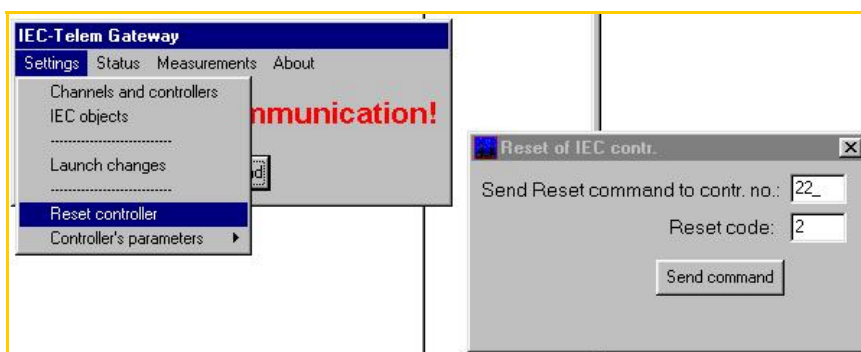 IEC-Telem Gateway
Settings Status Measurements About
Channels and controllers
IEC objects
------------------------
Launch changes
------------------------
Reset controller
Controller's parameters
nmunication!
Reset of IEC contr.
Send Reset command to contr. no.: 22_
Reset code: 2
Send command